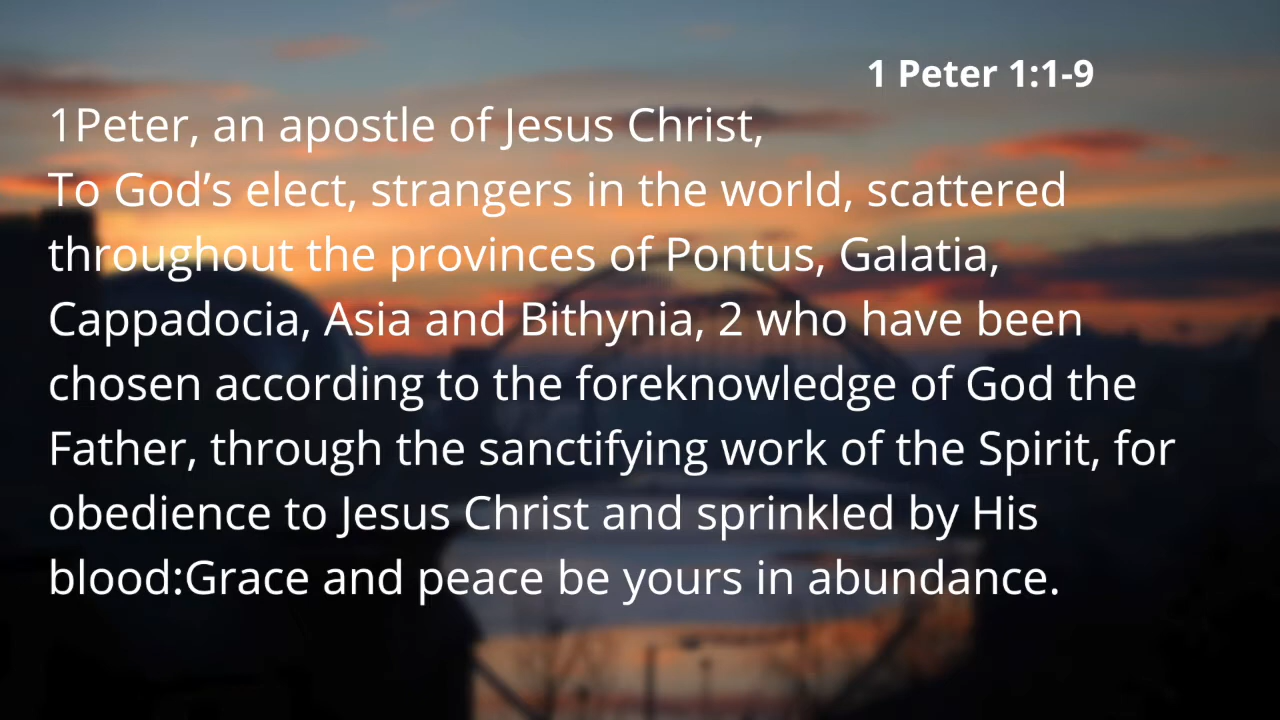 1 Peter 1:1-9
1Peter, an apostle of Jesus Christ,
To God’s elect, strangers in the world, scattered
throughout the provinces of Pontus, Galatia,
Cappadocia, Asia and Bithynia, 2 who have been
chosen according to the foreknowledge of God the
Father, through the sanctifying work of the Spirit, for
obedience to Jesus Christ and sprinkled by His
blood:Grace and peace be yours in abundance.